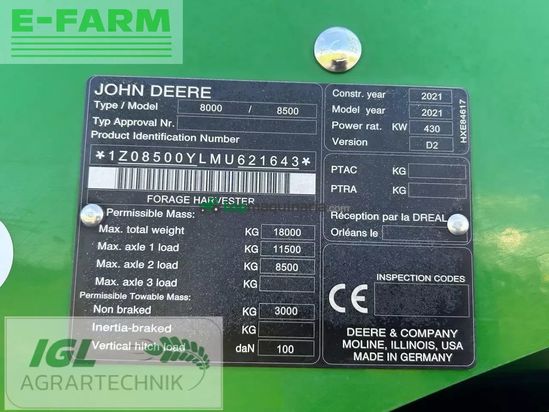 E-FARM
JOHN DEERE
Type / Model 8000 / 8500
Typ Approval No.
Product Identification Number
*1Z08500YLMU621643*
FORAGE HARVESTER
Permissible Mass:
Max. total weight KG 18000
Max. axle 1 load KG 11500
Max. axle 2 load KG 8500
Max. axle 3 load KG
Permissible Towable Mass:
Non braked KG 3000
Inertia-braked KG
Vertical hitch load daN 100
Constr. year 2021
Model year 2021
Power rat. KW 430
Version D2
HXE84617
PTAC KG
PTRA KG
Réception par la DREAL
Orléans le
INSPECTION CODES
CE
DEERE & COMPANY
MOLINE, ILLINOIS, USA
MADE IN GERMANY
IGL
AGRARTECHNIK